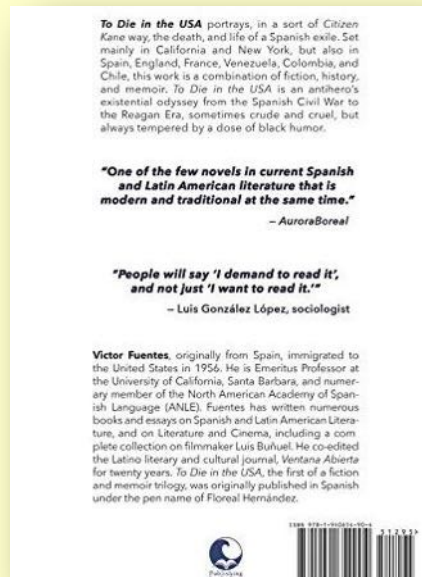 To Die in the USA portrays, in a sort of Citizen
Kane way, the death, and life of a Spanish exile. Set
mainly in California and New York, but also in
Spain, England, France, Venezuela, Colombia, and
Chile, this work is a combination of fiction, history,
and memoir. To Die in the USA is an antihero's
existential odyssey from the Spanish Civil War to
the Reagan Era, sometimes crude and cruel, but
always tempered by a dose of black humor.
"One of the few novels in current Spanish
and Latin American literature that is
modern and traditional at the same time."
– AuroraBoreal
"People will say 'I demand to read it',
and not just 'I want to read it.'"
– Luis González López, sociologist
Victor Fuentes, originally from Spain, immigrated to
the United States in 1956. He is Emeritus Professor at
the University of California, Santa Barbara, and numer-
ary member of the North American Academy of Span-
ish Language (ANLE). Fuentes has written numerous
books and essays on Spanish and Latin American Litera-
ture, and on Literature and Cinema, including a com
plete collection on filmmaker Luis Buñuel. He co-edited
the Latino literary and cultural journal, Ventana Abierta
for twenty years. To Die in the USA, the first of a fiction
and memoir trilogy, was originally published in Spanish
under the pen name of Floreal Hernández.
Publishing